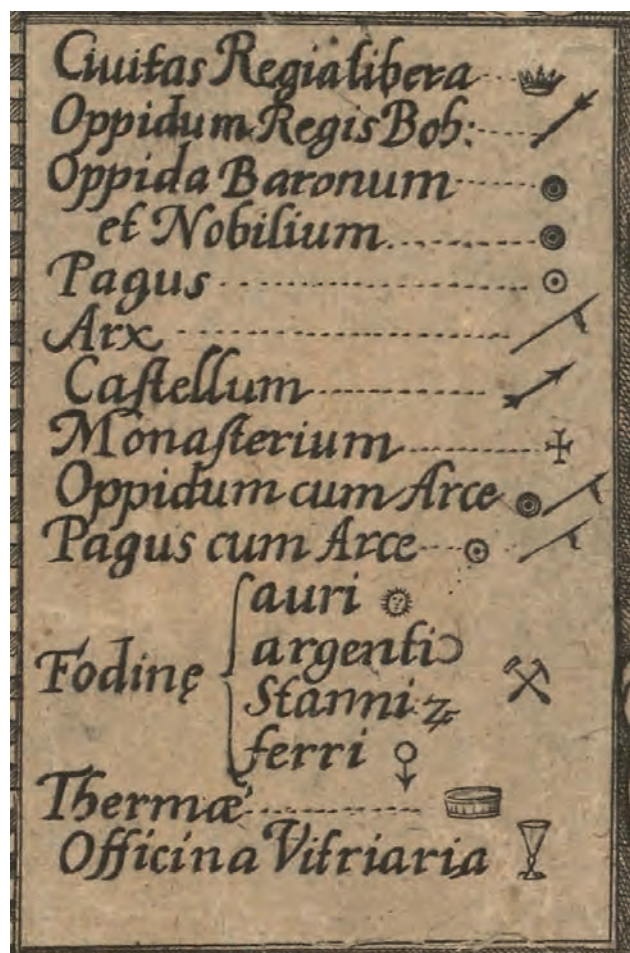 Ciuitas Regia libera
Oppidum Regis Boh:
Oppida Baronum
et Nobilium
Pagus
Arx
Caſtellum
Monaſterium
Oppidum cum Arce
Pagus cum Arce
Fodinę
auri
argenti
Stanni
ferri
Thermæ
Officina Vitriaria